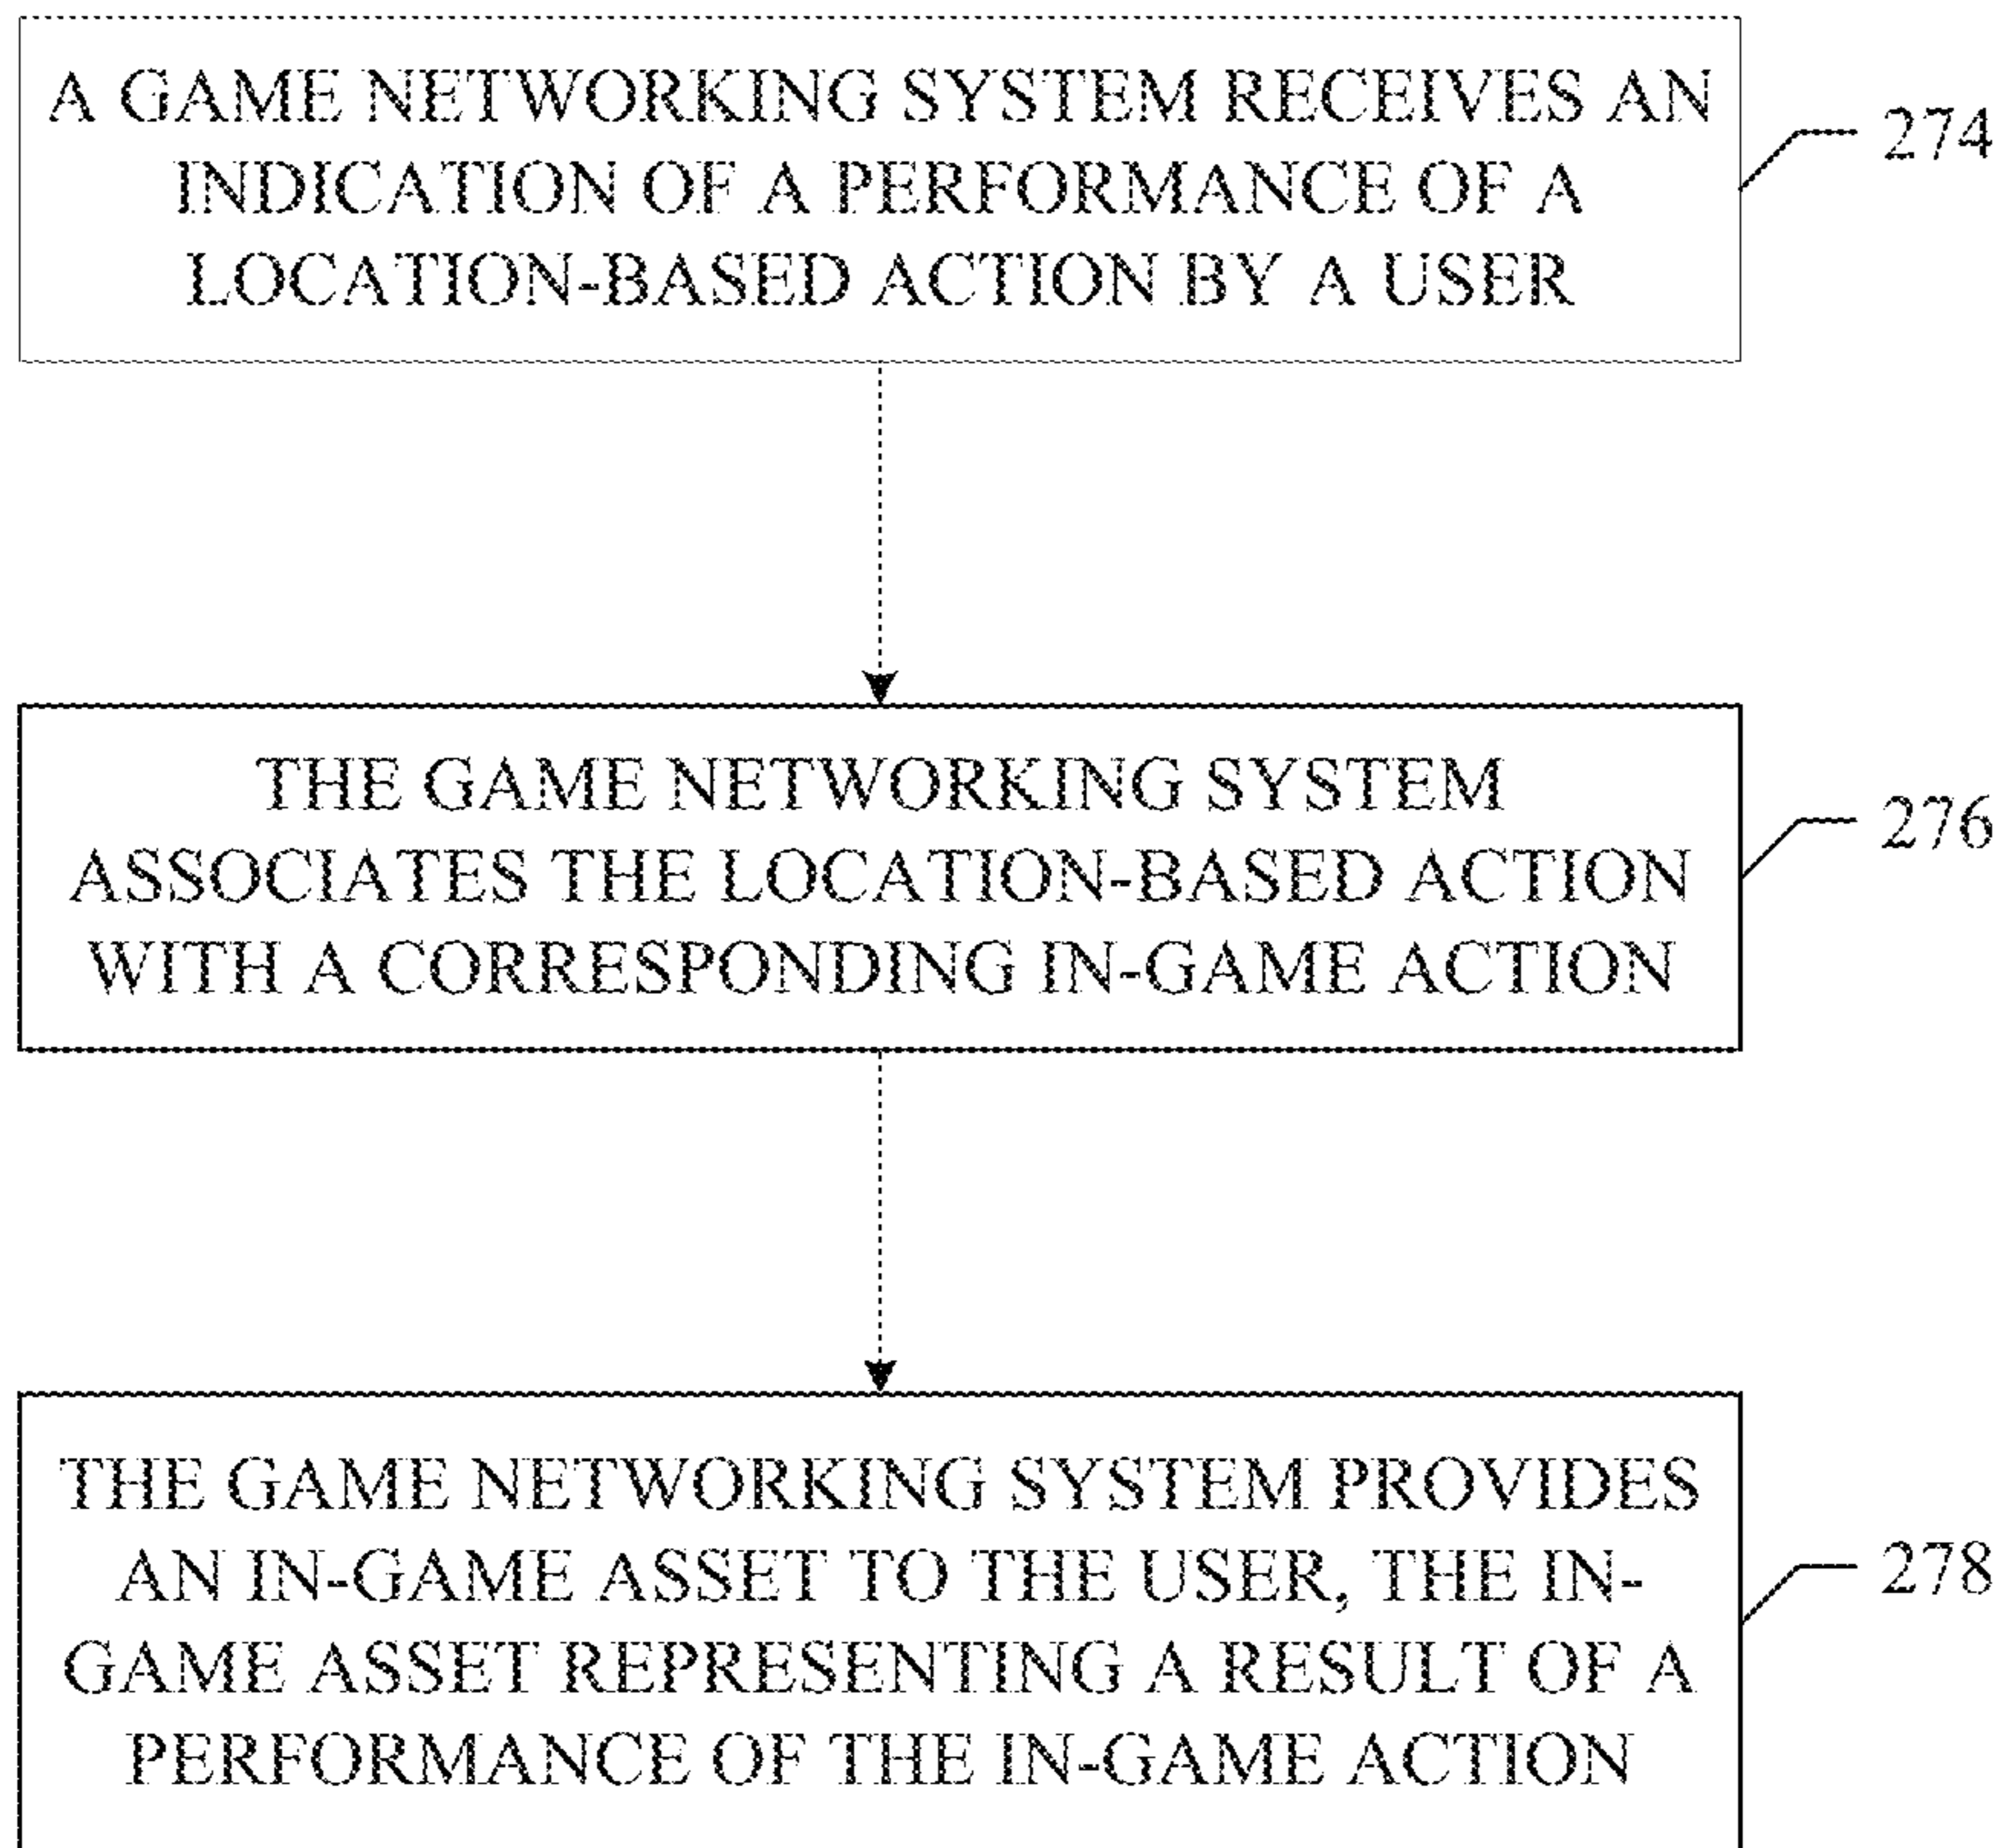 A GAME NETWORKING SYSTEM RECEIVES AN
INDICATION OF A PERFORMANCE OF A
LOCATION-BASED ACTION BY A USER
274
THE GAME NETWORKING SYSTEM
ASSOCIATES THE LOCATION-BASED ACTION
WITH A CORRESPONDING IN-GAME ACTION
276
THE GAME NETWORKING SYSTEM PROVIDES
AN IN-GAME ASSET TO THE USER, THE IN-
GAME ASSET REPRESENTING A RESULT OF A
PERFORMANCE OF THE IN-GAME ACTION
278